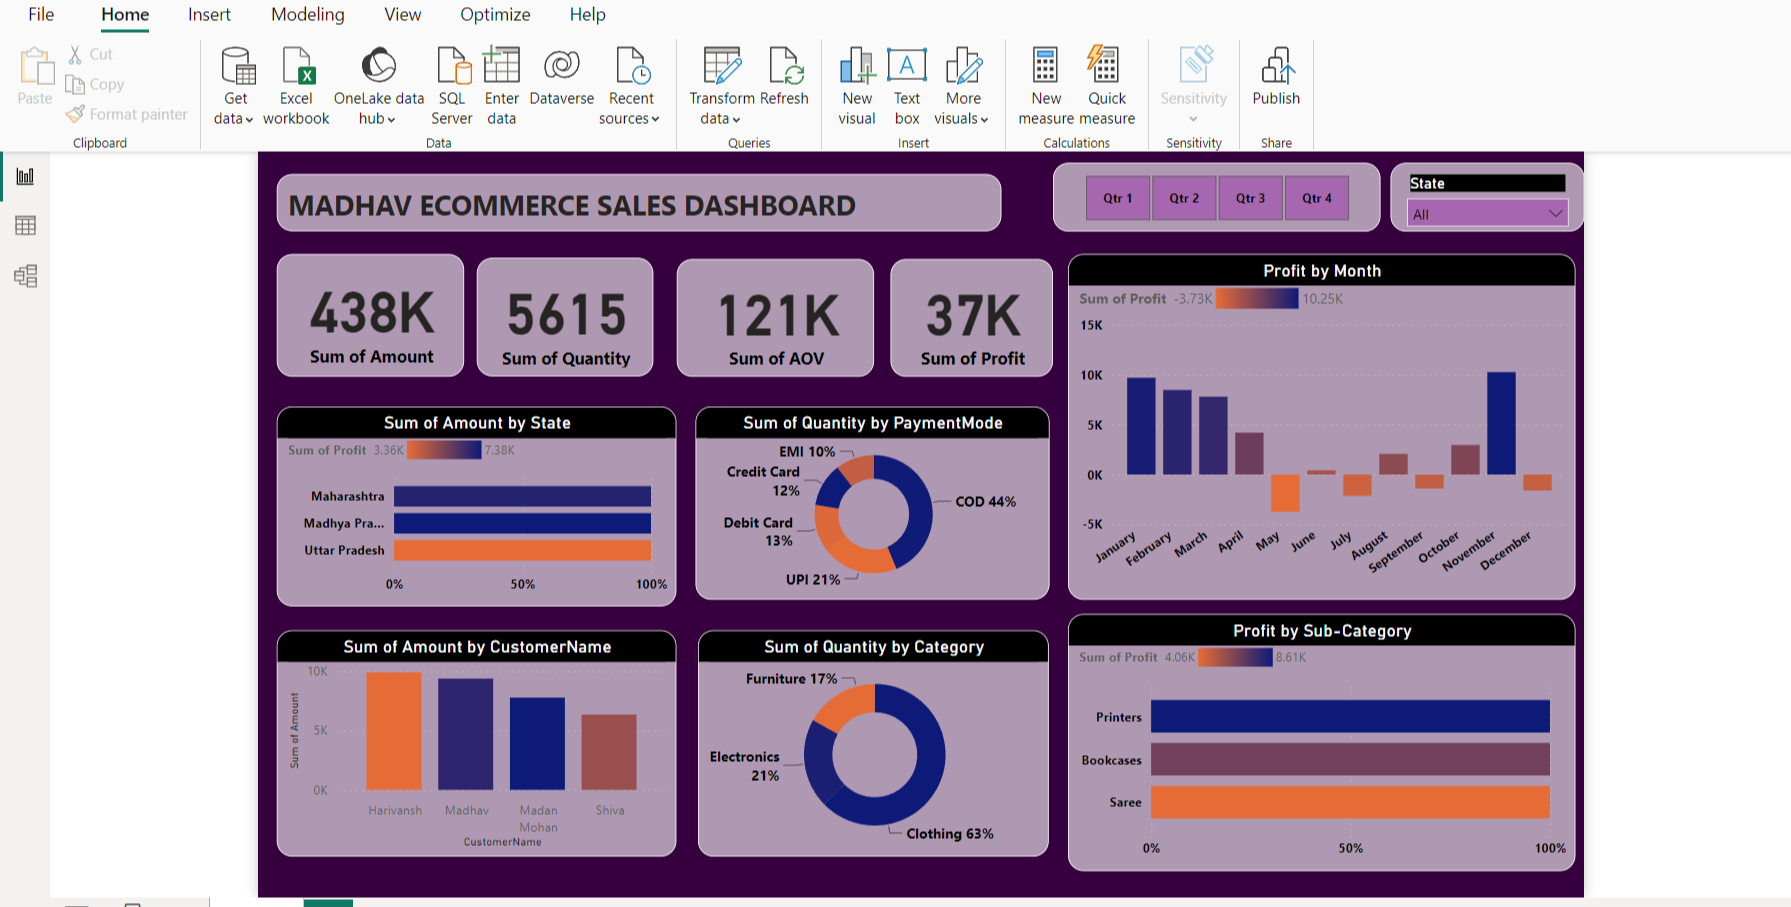 File Home Insert Modeling View Optimize Help
Paste
Cut
Copy
Format painter
Clipboard
Get data
Excel workbook
OneLake data hub
SQL Server
Enter data
Dataverse
Recent sources
Data
Transform data
Refresh
Queries
New visual
Text box
More visuals
Insert
New measure
Quick measure
Calculations
Sensitivity
Sensitivity
Publish
Share
MADHAV ECOMMERCE SALES DASHBOARD
Qtr 1 Qtr 2 Qtr 3 Qtr 4
State
All
438K
Sum of Amount
5615
Sum of Quantity
121K
Sum of AOV
37K
Sum of Profit
Profit by Month
Sum of Profit -3.73K 10.25K
15K
10K
5K
0K
-5K
January February March April May June July August September October November December
Sum of Amount by State
Sum of Profit 3.36K 7.38K
Maharashtra
Madhya Pra...
Uttar Pradesh
0% 50% 100%
Sum of Quantity by PaymentMode
EMI 10%
Credit Card
12%
COD 44%
Debit Card
13%
UPI 21%
Sum of Amount by CustomerName
10K
5K
0K
Sum of Amount
Harivansh Madhav Madan Mohan Shiva
CustomerName
Sum of Quantity by Category
Furniture 17%
Electronics
21%
Clothing 63%
Profit by Sub-Category
Sum of Profit 4.06K 8.61K
Printers
Bookcases
Saree
0% 50% 100%